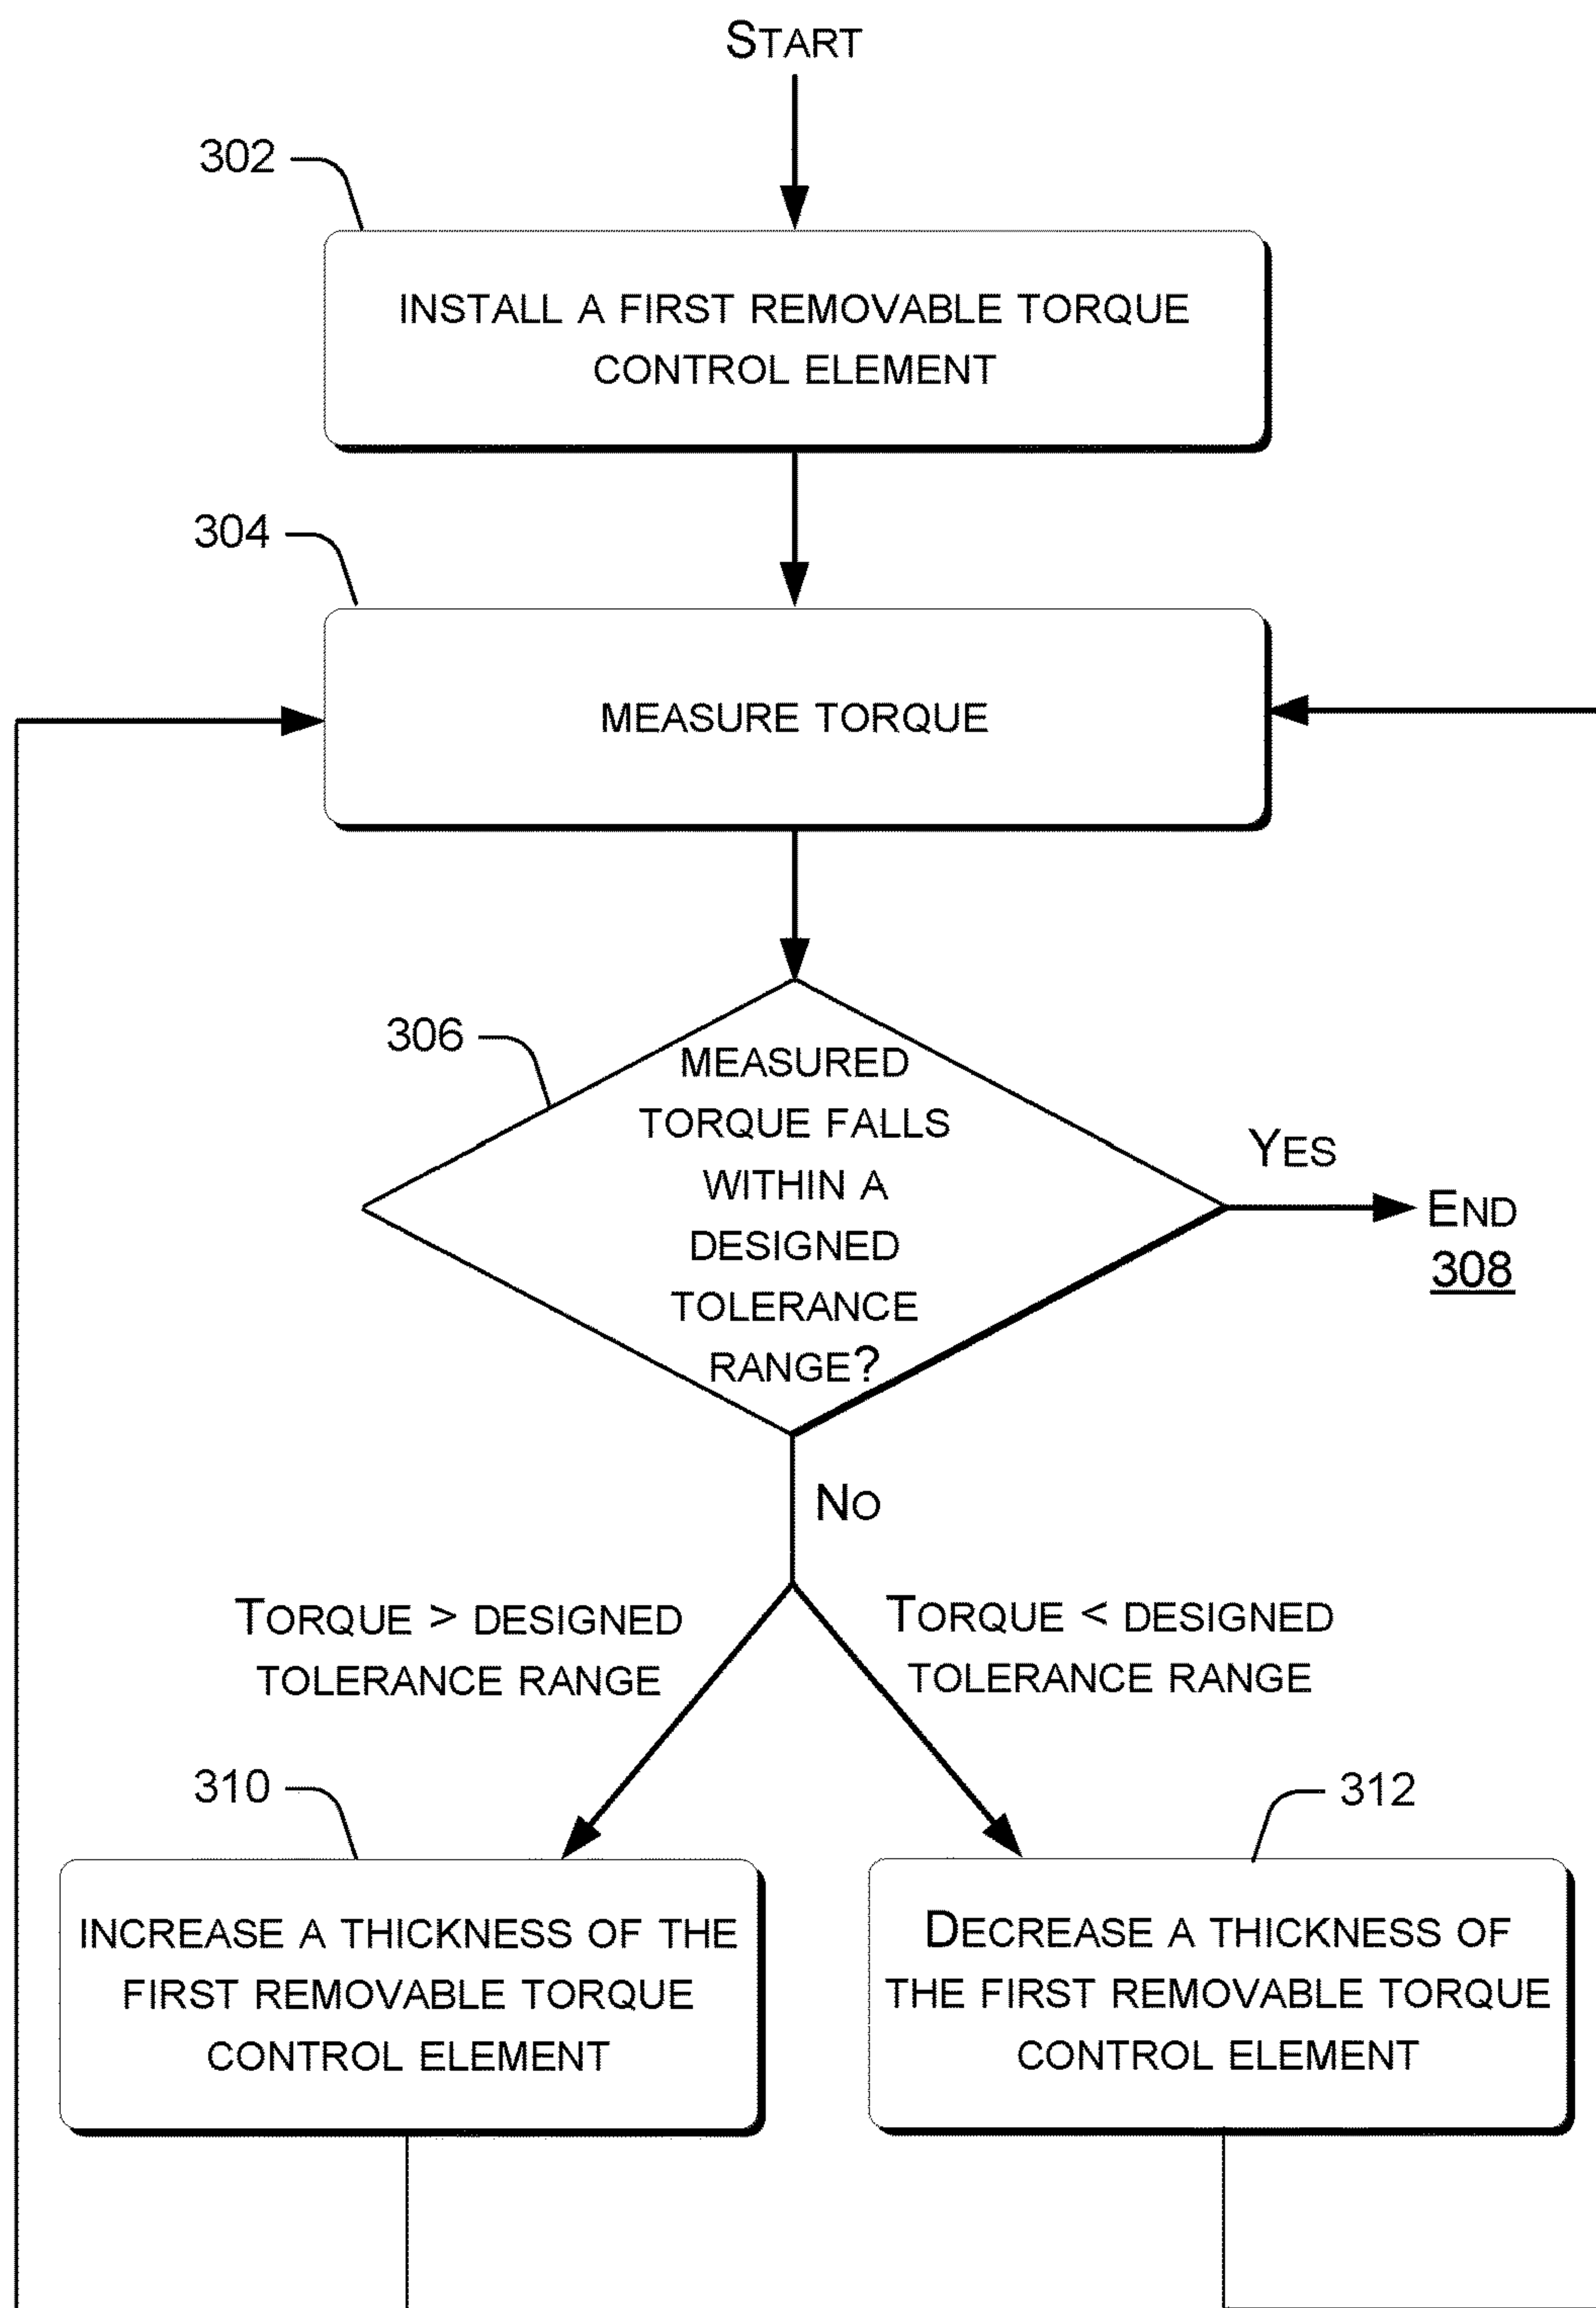 START
302
INSTALL A FIRST REMOVABLE TORQUE
CONTROL ELEMENT
304
MEASURE TORQUE
306
MEASURED
TORQUE FALLS
WITHIN A
DESIGNED
TOLERANCE
RANGE?
YES
END
308
NO
TORQUE > DESIGNED
TOLERANCE RANGE
TORQUE < DESIGNED
TOLERANCE RANGE
310
312
INCREASE A THICKNESS OF THE
FIRST REMOVABLE TORQUE
CONTROL ELEMENT
DECREASE A THICKNESS OF
THE FIRST REMOVABLE TORQUE
CONTROL ELEMENT